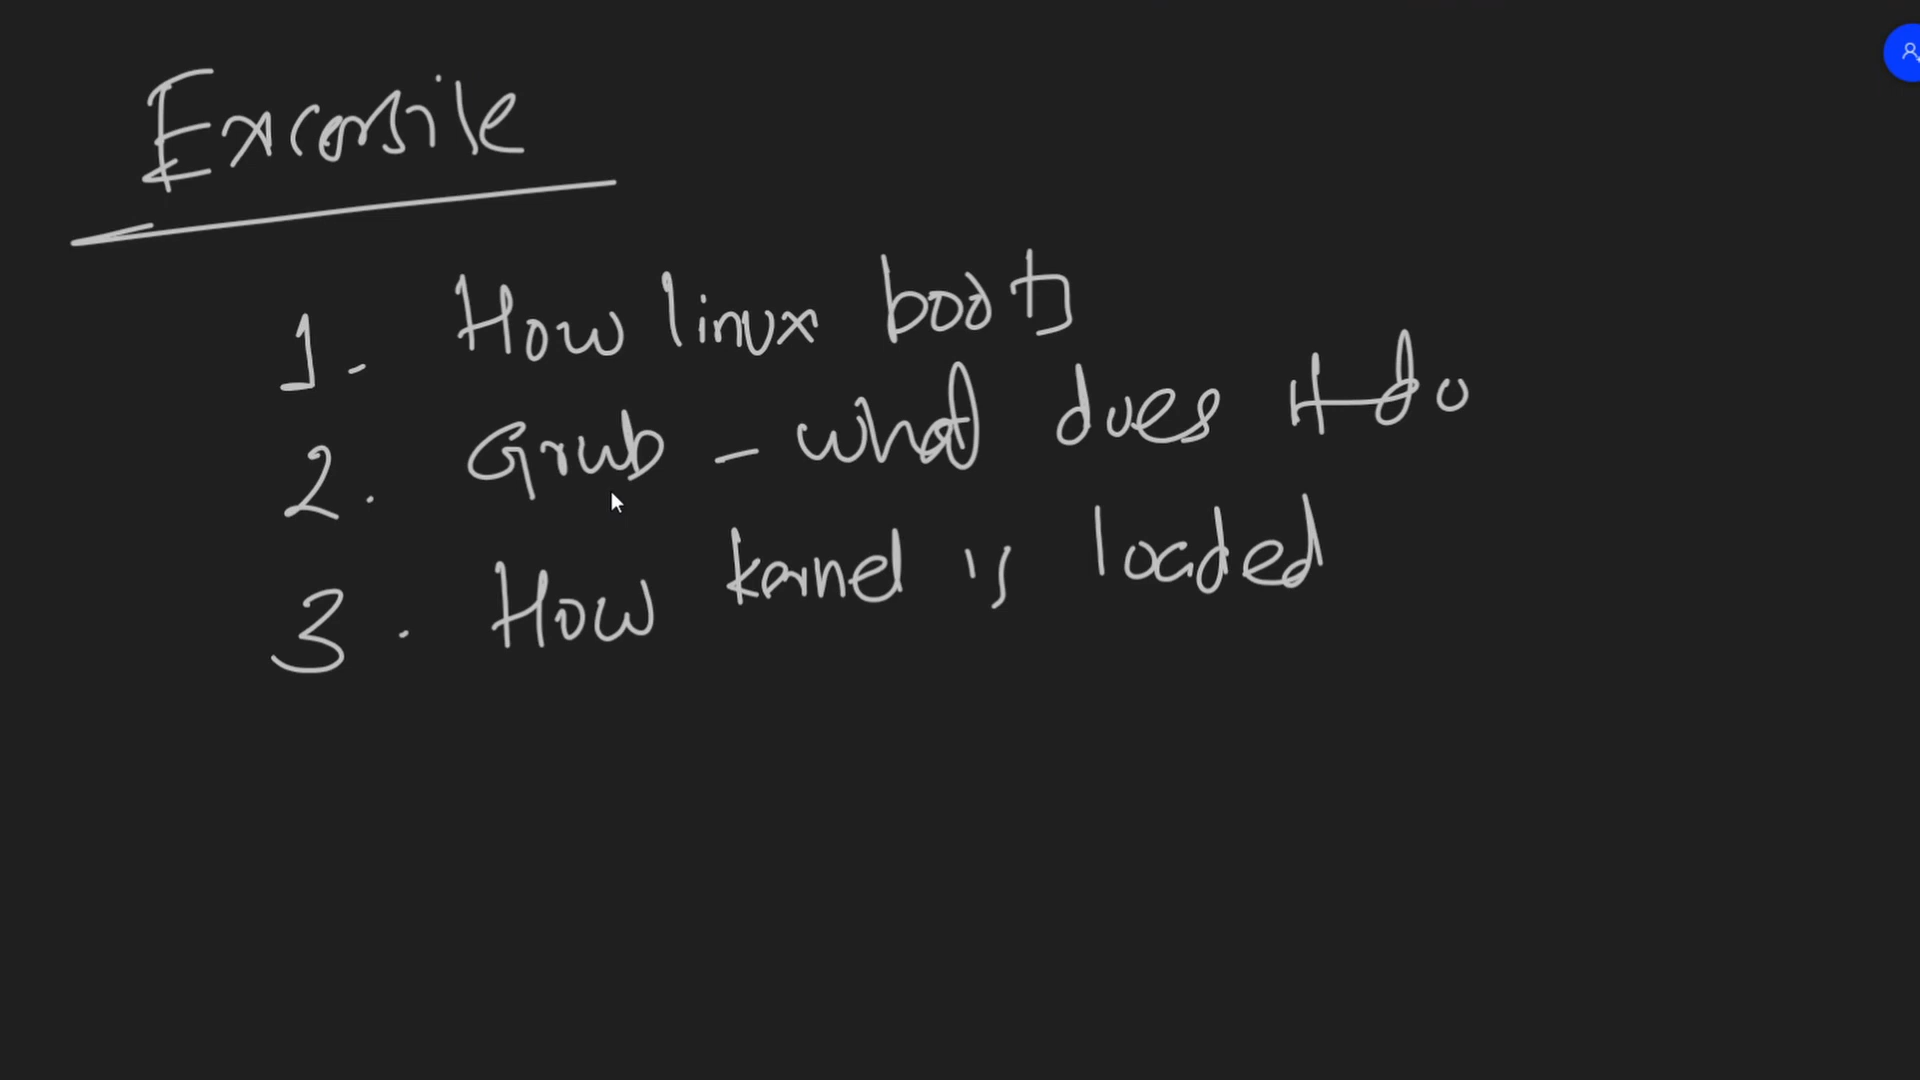 Excersile
1. How linux boots
2. Grub - what does it do
3. How kernel is loaded